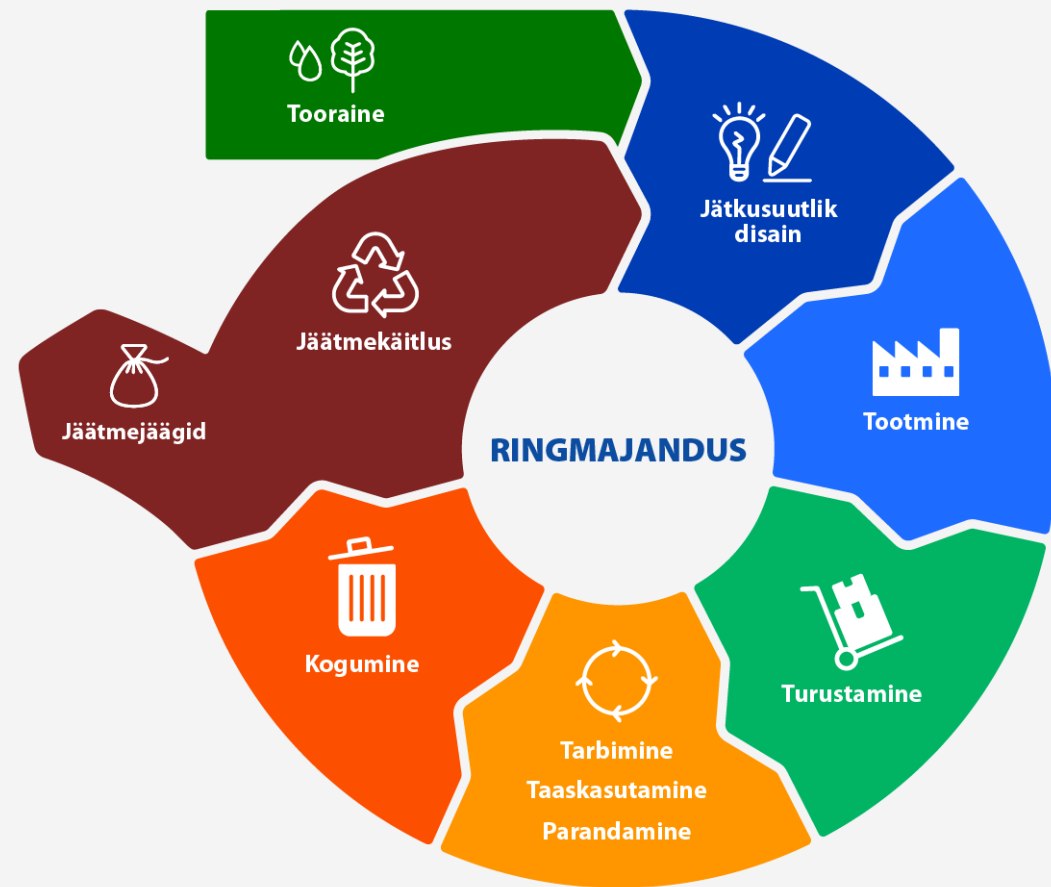 Tooraine
Jätkusuutlik
disain
Tootmine
Turustamine
Tarbimine
Taaskasutamine
Parandamine
Kogumine
Jäätmekäitlus
Jäätmejäägid
RINGMAJANDUS